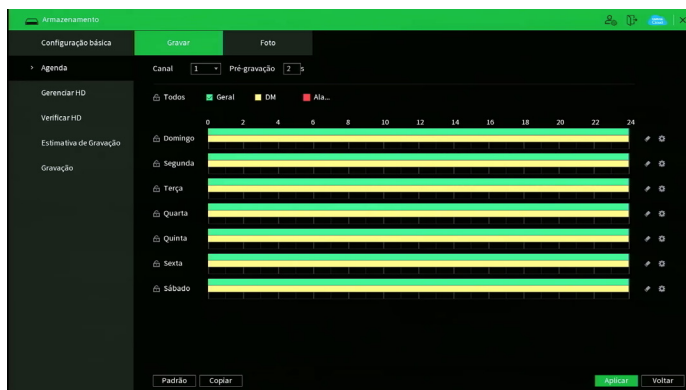 Armazenamento
Configuração básica
Gravar
Foto
Agenda
Canal 1 Pré-gravação 2 s
Gerenciar HD
Todos Geral DM Ala...
Verificar HD
0 2 4 6 8 10 12 14 16 18 20 22 24
Estimativa de Gravação
Domingo
Gravação
Segunda
Terça
Quarta
Quinta
Sexta
Sábado
Padrão Copiar Aplicar Voltar